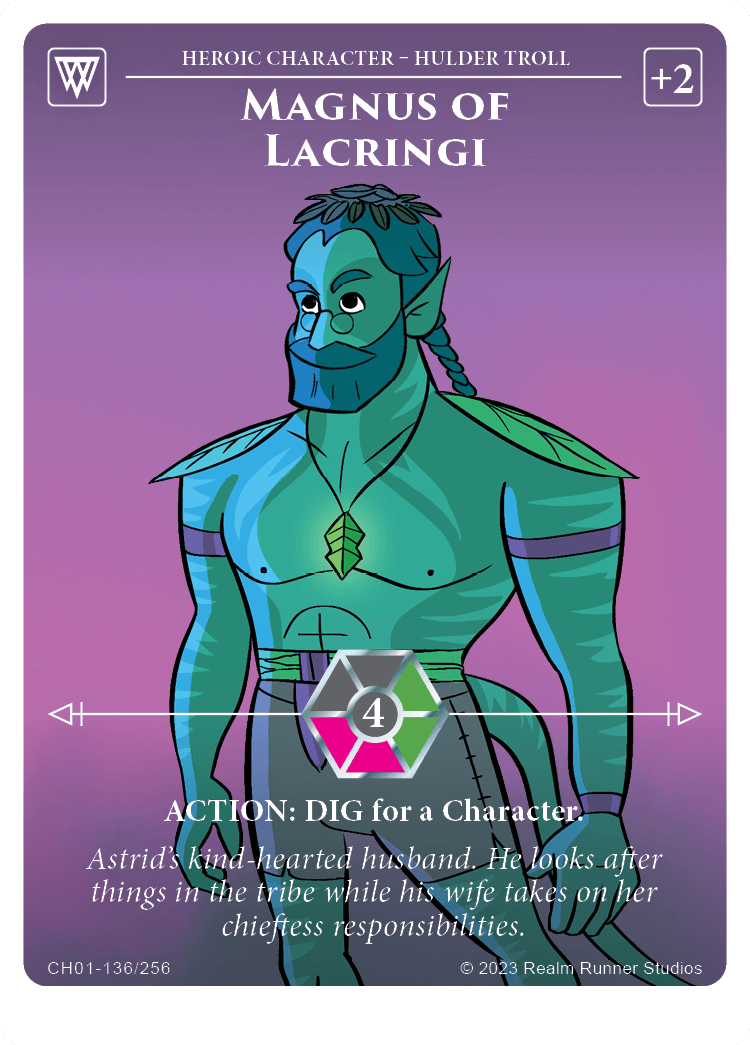 HEROIC CHARACTER – HULDER TROLL
+2
MAGNUS OF
LACRINGI
4
ACTION: DIG for a Character.
Astrid's kind-hearted husband. He looks after
things in the tribe while his wife takes on her
chieftess responsibilities.
CH01-136/256
© 2023 Realm Runner Studios